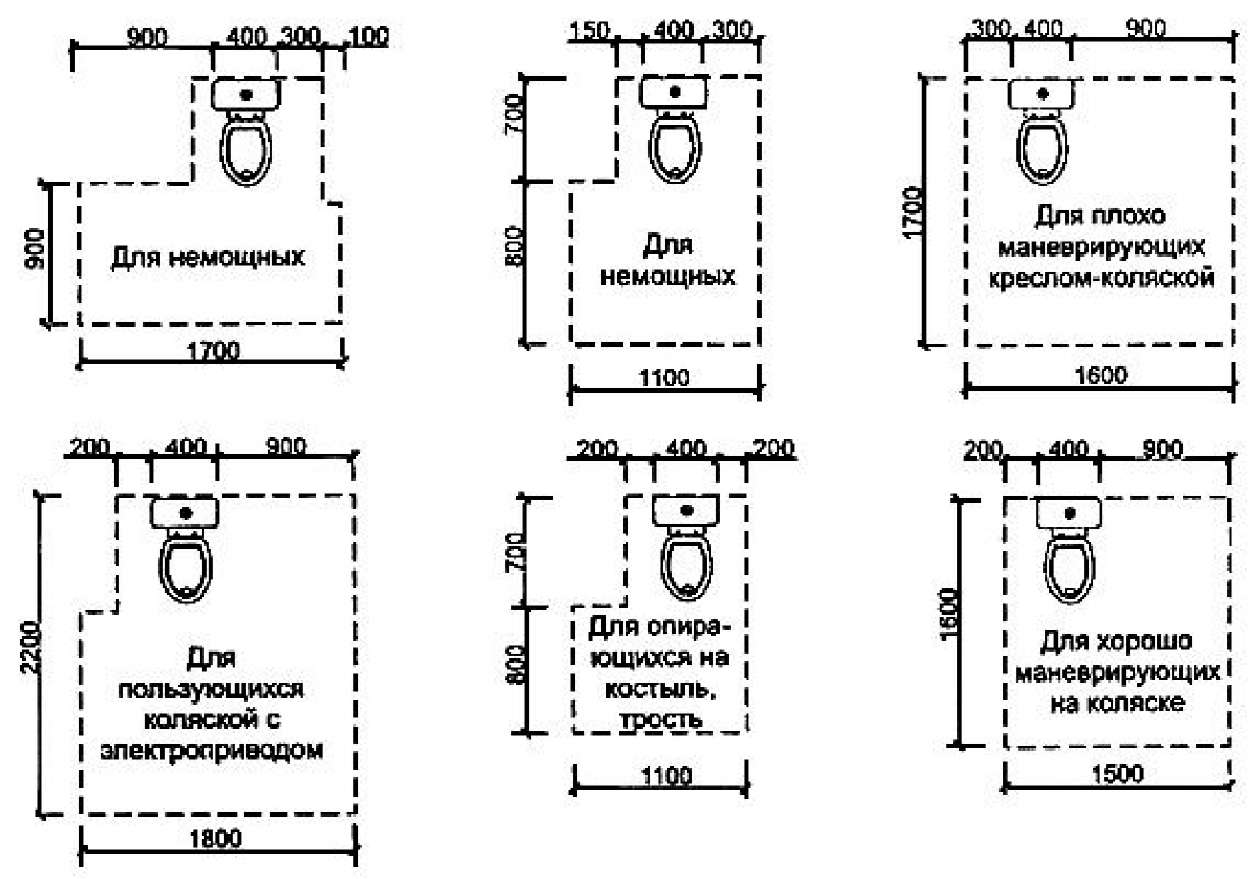 900 400 300 100
900
Для немощных
1700
150 400 300
700
800
Для
немощных
1100
300 400 900
1700
Для плохо
маневрирующих
креслом-коляской
1600
200 400 900
2200
Для
пользующихся
коляской с
электроприводом
1800
200 400 200
700
800
Для опира-
ющихся на
костыль,
трость
1100
200 400 900
1600
Для хорошо
маневрирующих
на коляске
1500